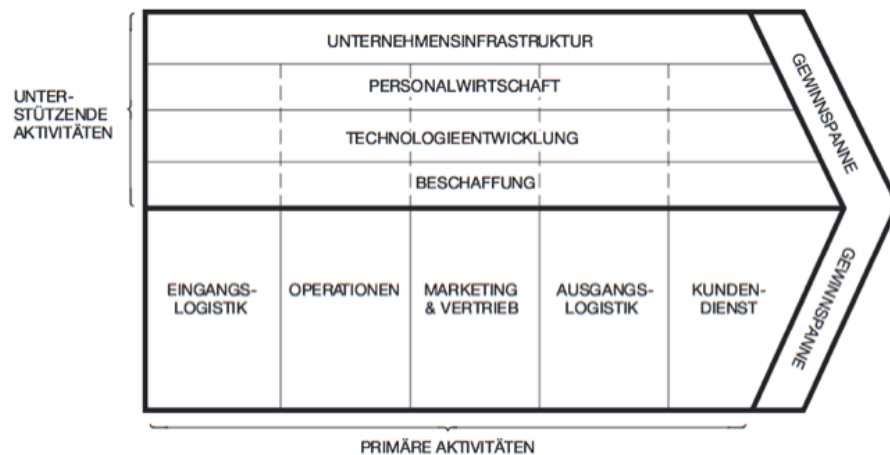 UNTERNEHMENSINFRASTRUKTUR
PERSONALWIRTSCHAFT
TECHNOLOGIEENTWICKLUNG
BESCHAFFUNG
UNTER-
STÜTZENDE
AKTIVITÄTEN
GEWINNSPANNE
EINGANGS-
LOGISTIK
OPERATIONEN
MARKETING
& VERTRIEB
AUSGANGS-
LOGISTIK
KUNDEN-
DIENST
GEWINNSPANNE
PRIMÄRE AKTIVITÄTEN